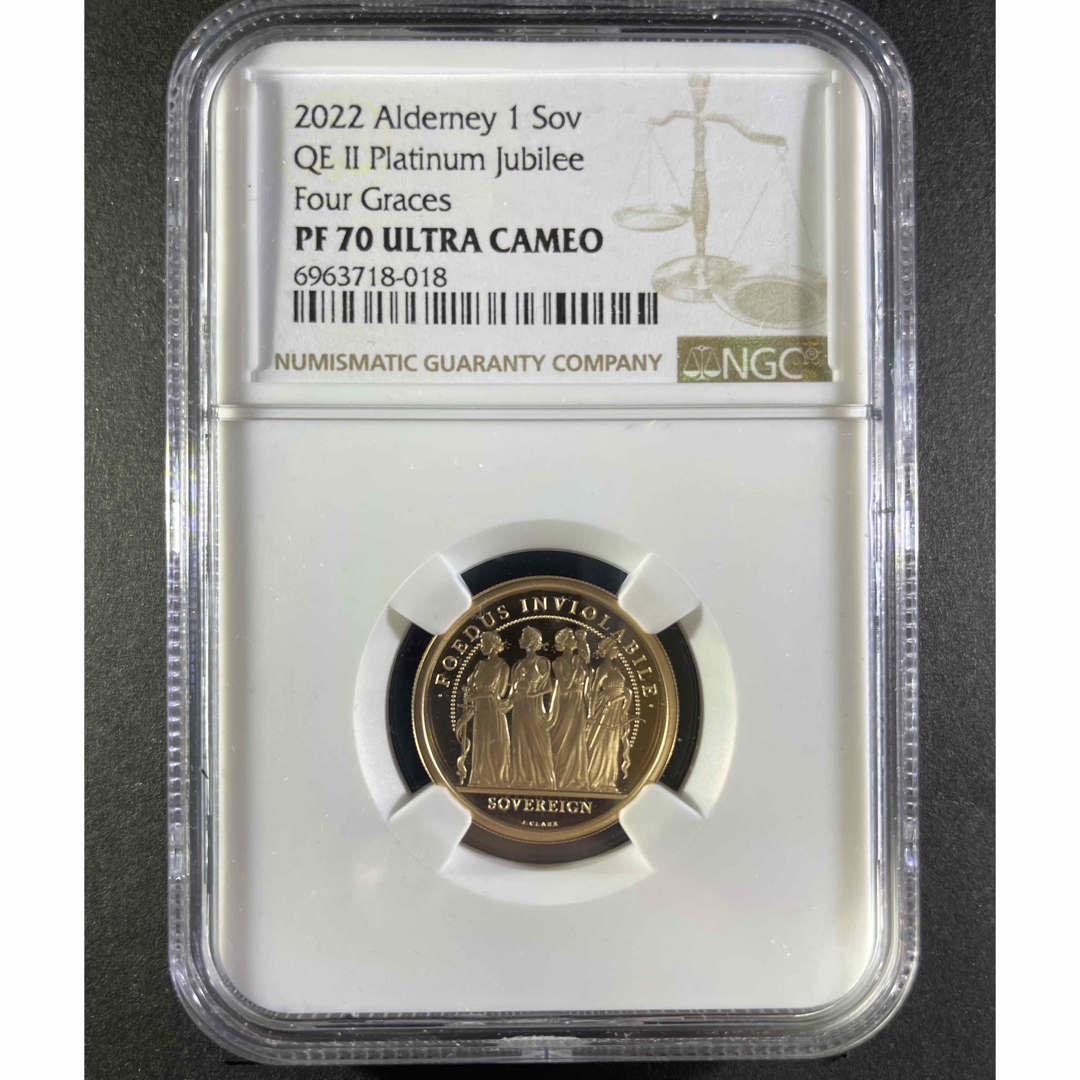 2022 Alderney 1 Sov
QE II Platinum Jubilee
Four Graces
PF 70 ULTRA CAMEO
6963718-018
NUMISMATIC GUARANTY COMPANY NGC®
· FOEDUS INVIOLABILE ·
SOVEREIGN
J.CLARK